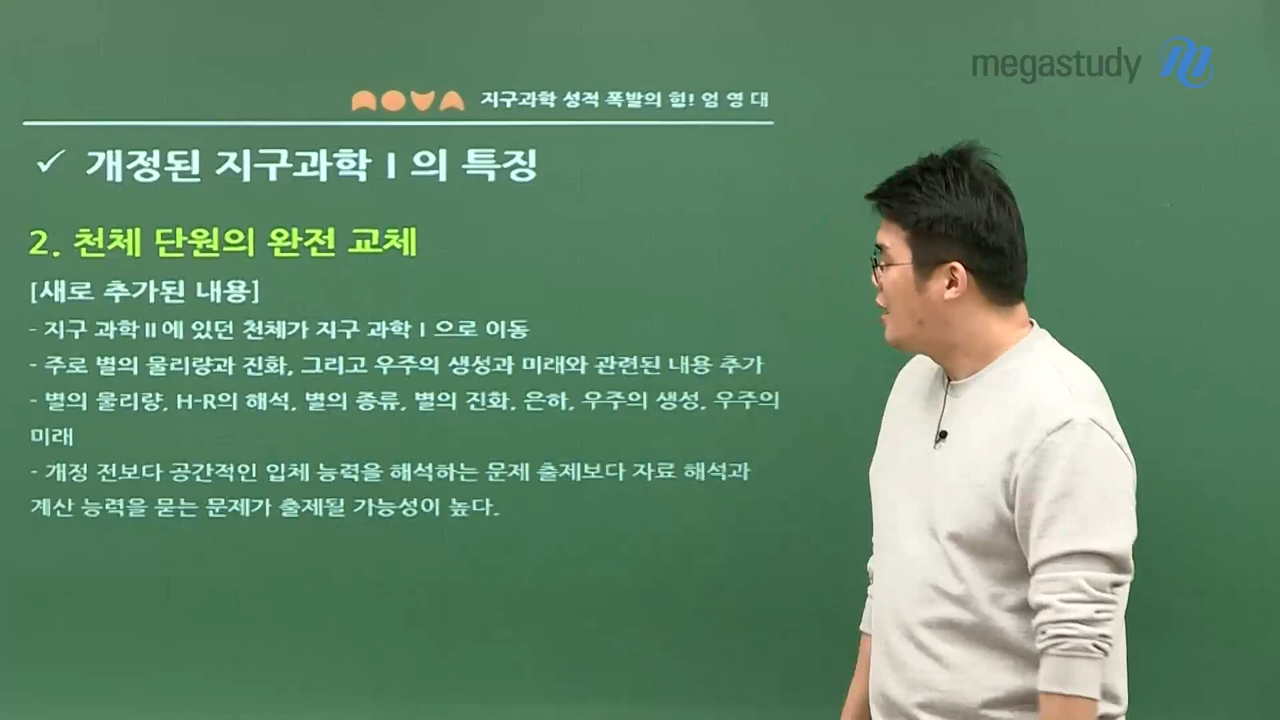 megastudy
NOVA 지구과학 성적 폭발의 힘! 엄 영 대
✓ 개정된 지구과학 I 의 특징
2. 천체 단원의 완전 교체
[새로 추가된 내용]
- 지구 과학 II 에 있던 천체가 지구 과학 I 으로 이동
- 주로 별의 물리량과 진화, 그리고 우주의 생성과 미래와 관련된 내용 추가
- 별의 물리량, H-R의 해석, 별의 종류, 별의 진화, 은하, 우주의 생성, 우주의
미래
- 개정 전보다 공간적인 입체 능력을 해석하는 문제 출제보다 자료 해석과
계산 능력을 묻는 문제가 출제될 가능성이 높다.